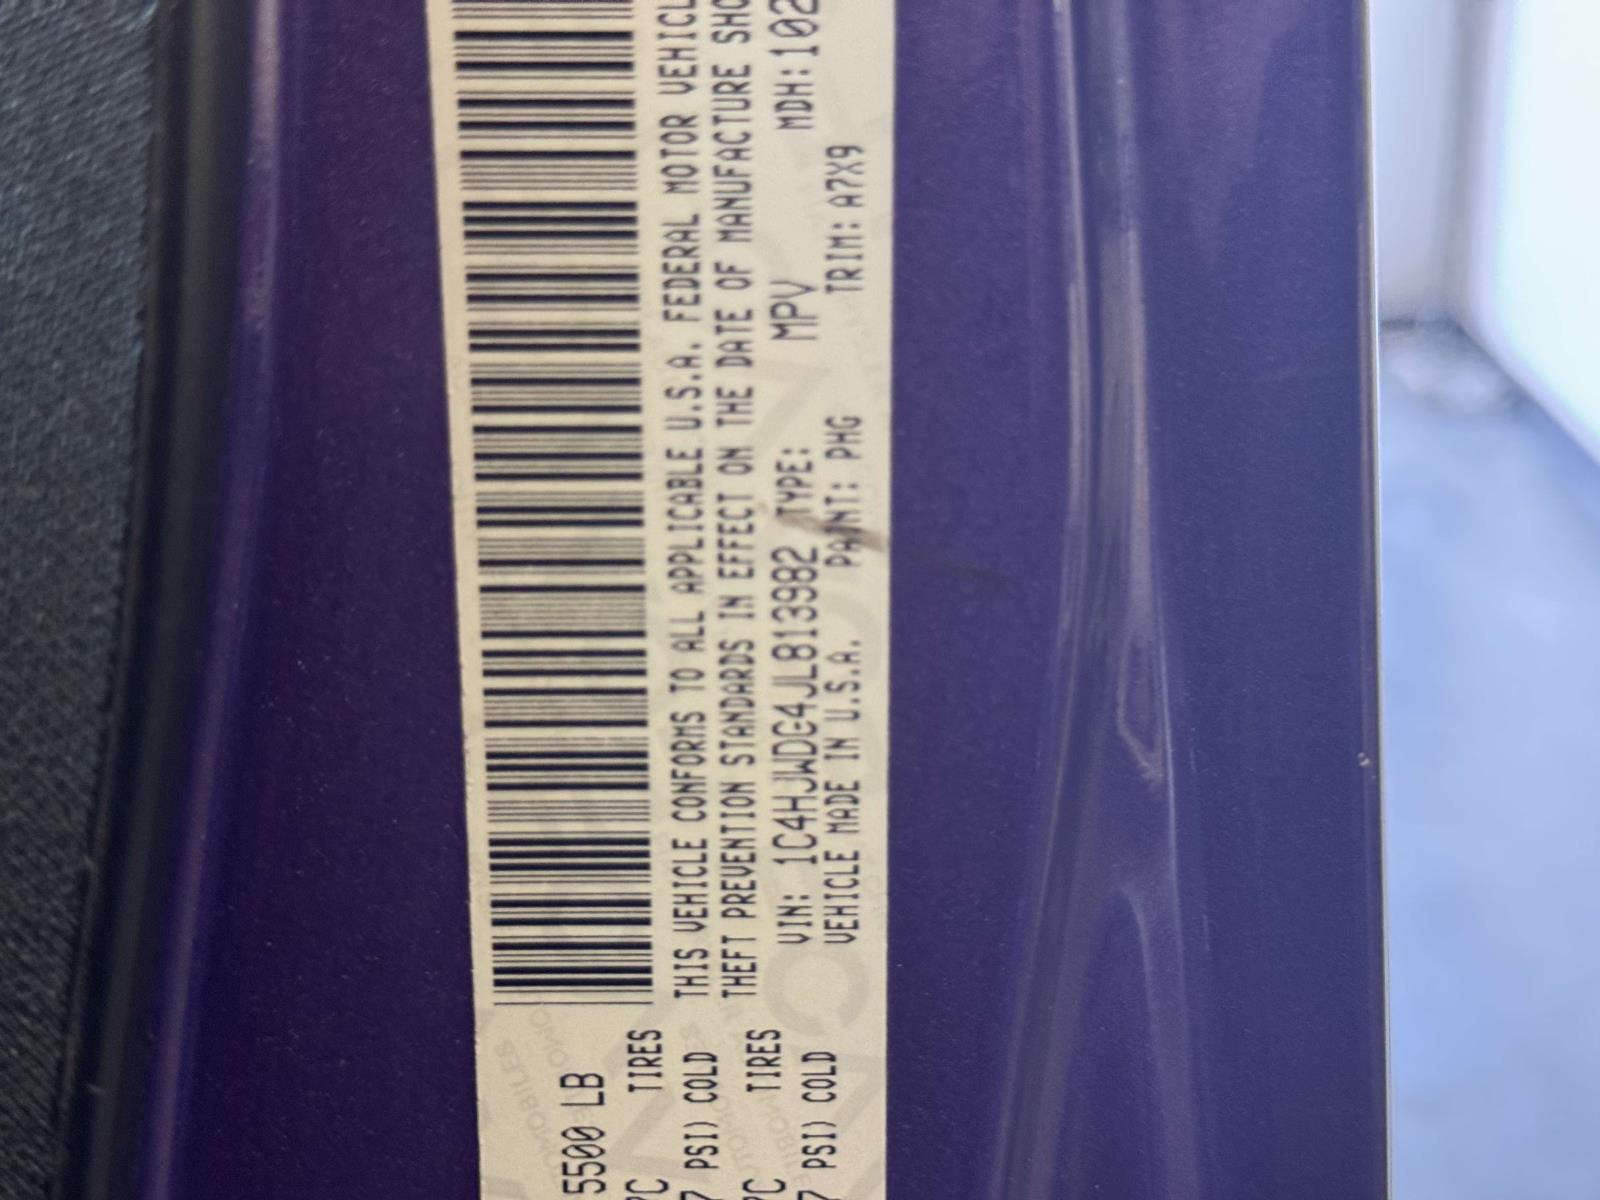 5500 LB
TIRES
PSI) COLD
TIRES
PSI) COLD
THIS VEHICLE CONFORMS TO ALL APPLICABLE U.S.A. FEDERAL MOTOR VEHICL
THEFT PREVENTION STANDARDS IN EFFECT ON THE DATE OF MANUFACTURE SHO
VIN: 1C4HJWDG4JL813982 TYPE: MPV MDH: 102
VEHICLE MADE IN U.S.A. PAINT: PHG TRIM: A7X9